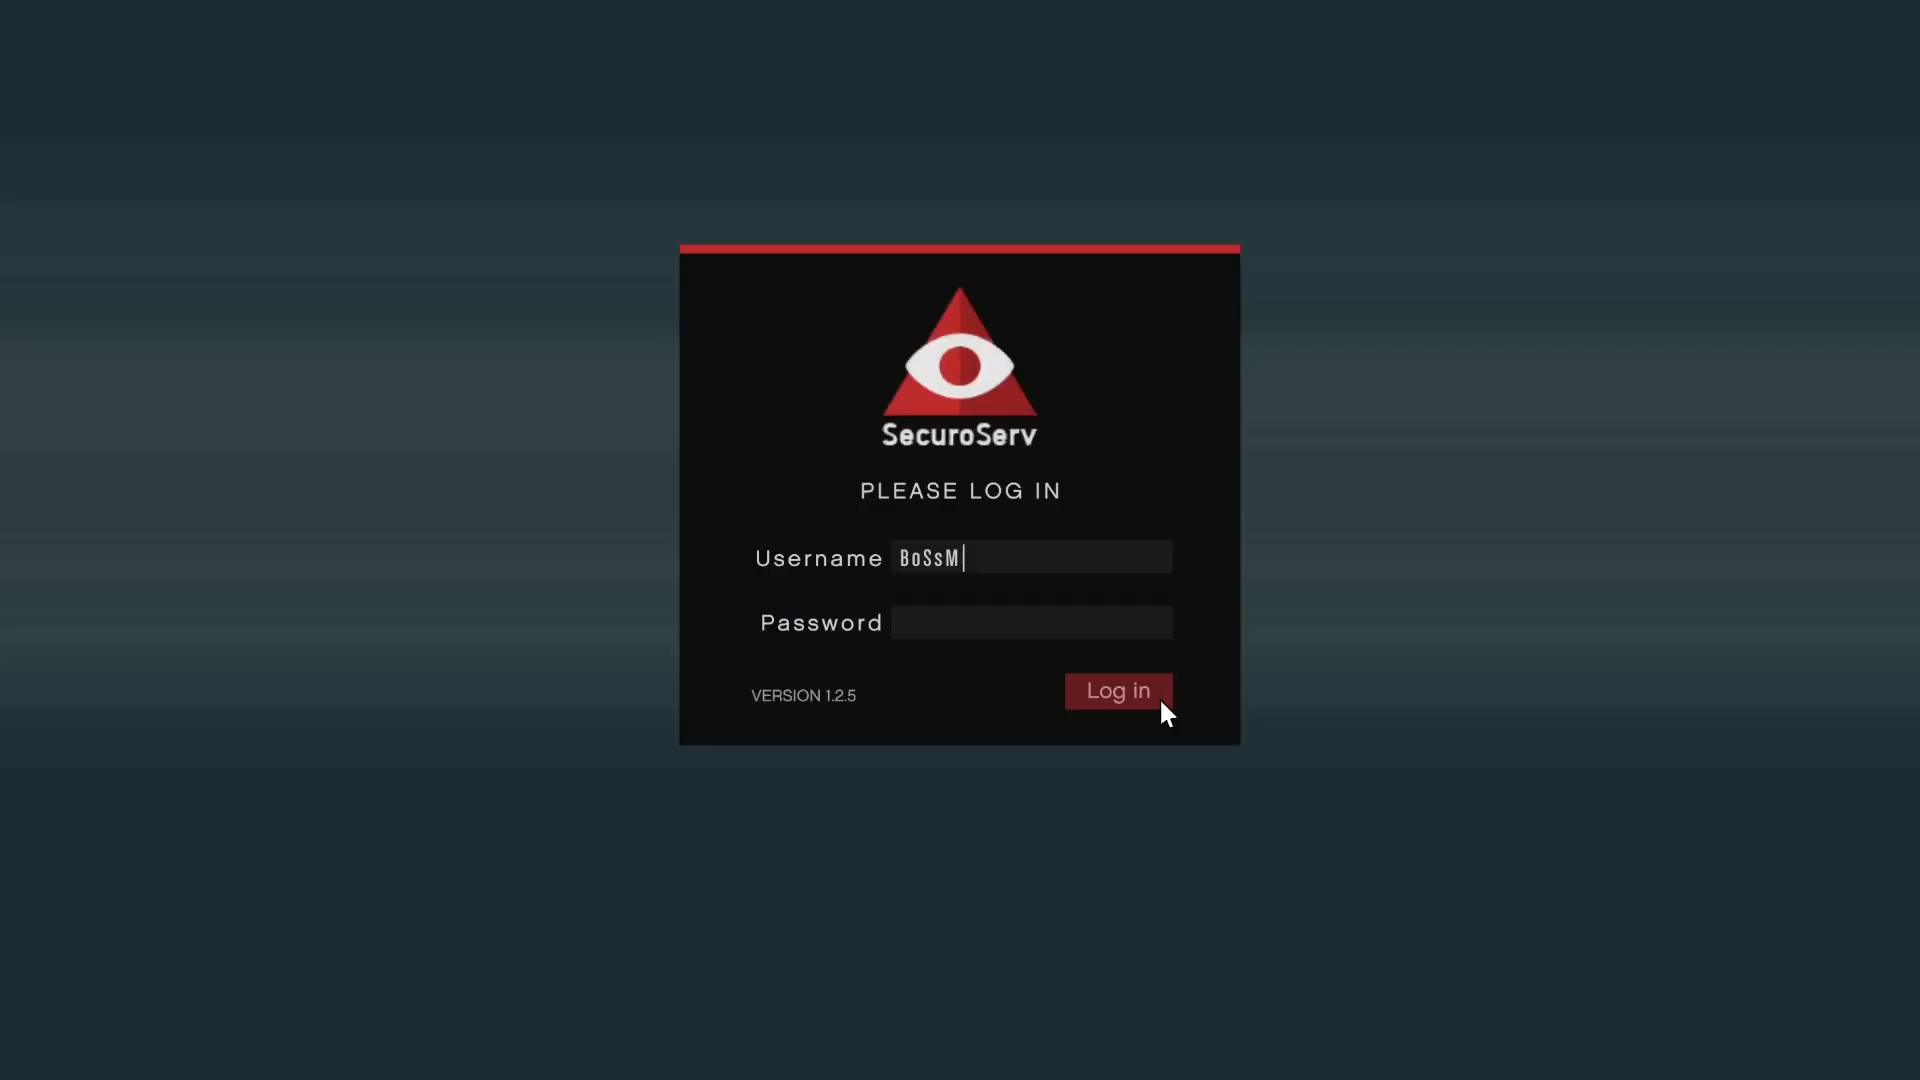 SecuroServ
PLEASE LOG IN
Username BoSsM
Password
VERSION 1.2.5 Log in